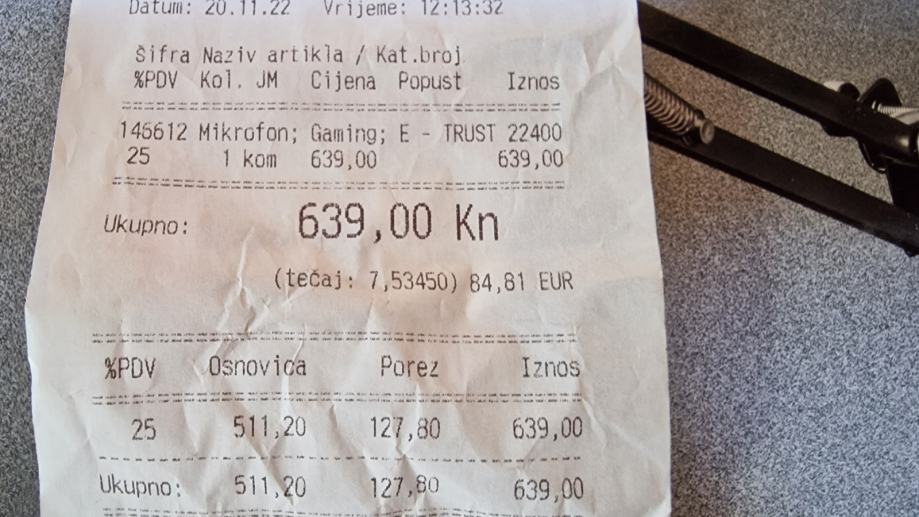 Datum: 20.11.22 Vrijeme: 12:13:32
Šifra Naziv artikla / Kat.broj
%PDV Kol. JM Cijena Popust Iznos
146612 Mikrofon; Gaming; E - TRUST 22400
25 1 kom 639,00 639,00
Ukupno: 639,00 Kn
(tečaj: 7,53450) 84,81 EUR
%PDV Osnovica Porez Iznos
25 511,20 127,80 639,00
Ukupno: 511,20 127,80 639,00